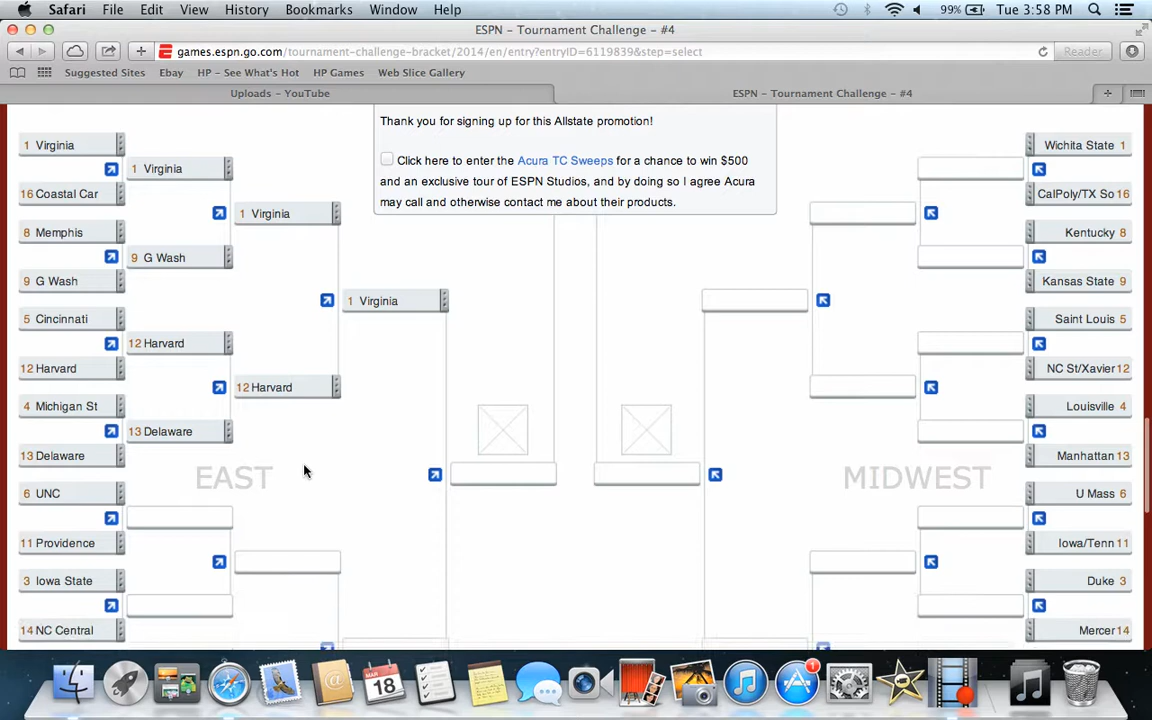 Safari File Edit View History Bookmarks Window Help 99% Tue 3:58 PM
ESPN – Tournament Challenge – #4
games.espn.go.com/tournament-challenge-bracket/2014/en/entry?entryID=6119839&step=select Reader
Suggested Sites Ebay HP – See What's Hot HP Games Web Slice Gallery
Uploads – YouTube ESPN – Tournament Challenge – #4
Thank you for signing up for this Allstate promotion!
Click here to enter the Acura TC Sweeps for a chance to win $500
and an exclusive tour of ESPN Studios, and by doing so I agree Acura
may call and otherwise contact me about their products.
1 Virginia
1 Virginia
16 Coastal Car
1 Virginia
8 Memphis
9 G Wash
9 G Wash
1 Virginia
5 Cincinnati
12 Harvard
12 Harvard
12 Harvard
4 Michigan St
13 Delaware
13 Delaware
EAST
6 UNC
11 Providence
3 Iowa State
14 NC Central
Wichita State 1
CalPoly/TX So 16
Kentucky 8
Kansas State 9
Saint Louis 5
NC St/Xavier 12
Louisville 4
Manhattan 13
MIDWEST
U Mass 6
Iowa/Tenn 11
Duke 3
Mercer 14
MAR
18
1